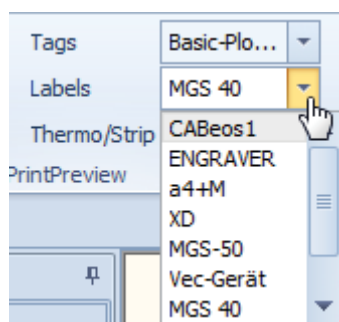 Tags Basic-Plo...
Labels MGS 40
Thermo/Strip
PrintPreview
CABeos1
ENGRAVER
a4+M
XD
MGS-50
Vec-Gerät
MGS 40